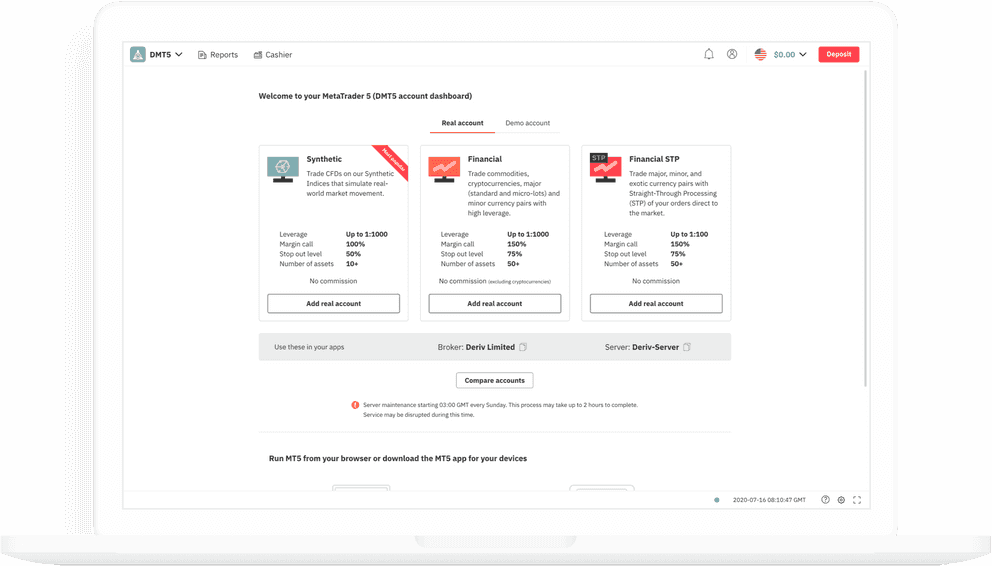 DMT5 Reports Cashier $0.00 Deposit
Welcome to your MetaTrader 5 (DMT5 account dashboard)
Real account Demo account
Most popular
Synthetic
Trade CFDs on our Synthetic
Indices that simulate real-
world market movement.
Leverage Up to 1:1000
Margin call 100%
Stop out level 50%
Number of assets 10+
No commission
Add real account
Financial
Trade commodities,
cryptocurrencies, major
(standard and micro-lots) and
minor currency pairs with
high leverage.
Leverage Up to 1:1000
Margin call 150%
Stop out level 75%
Number of assets 50+
No commission (excluding cryptocurrencies)
Add real account
STP
Financial STP
Trade major, minor, and
exotic currency pairs with
Straight-Through Processing
(STP) of your orders direct to
the market.
Leverage Up to 1:100
Margin call 150%
Stop out level 75%
Number of assets 50+
No commission
Add real account
Use these in your apps Broker: Deriv Limited Server: Deriv-Server
Compare accounts
Server maintenance starting 03:00 GMT every Sunday. This process may take up to 2 hours to complete.
Service may be disrupted during this time.
Run MT5 from your browser or download the MT5 app for your devices
2020-07-16 08:10:47 GMT